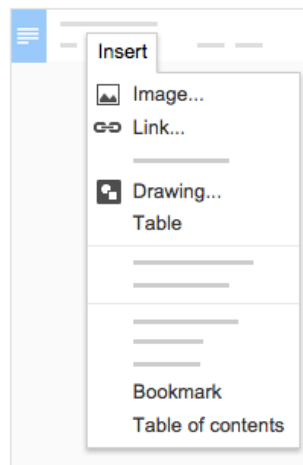 Insert
Image...
Link...
Drawing...
Table
Bookmark
Table of contents